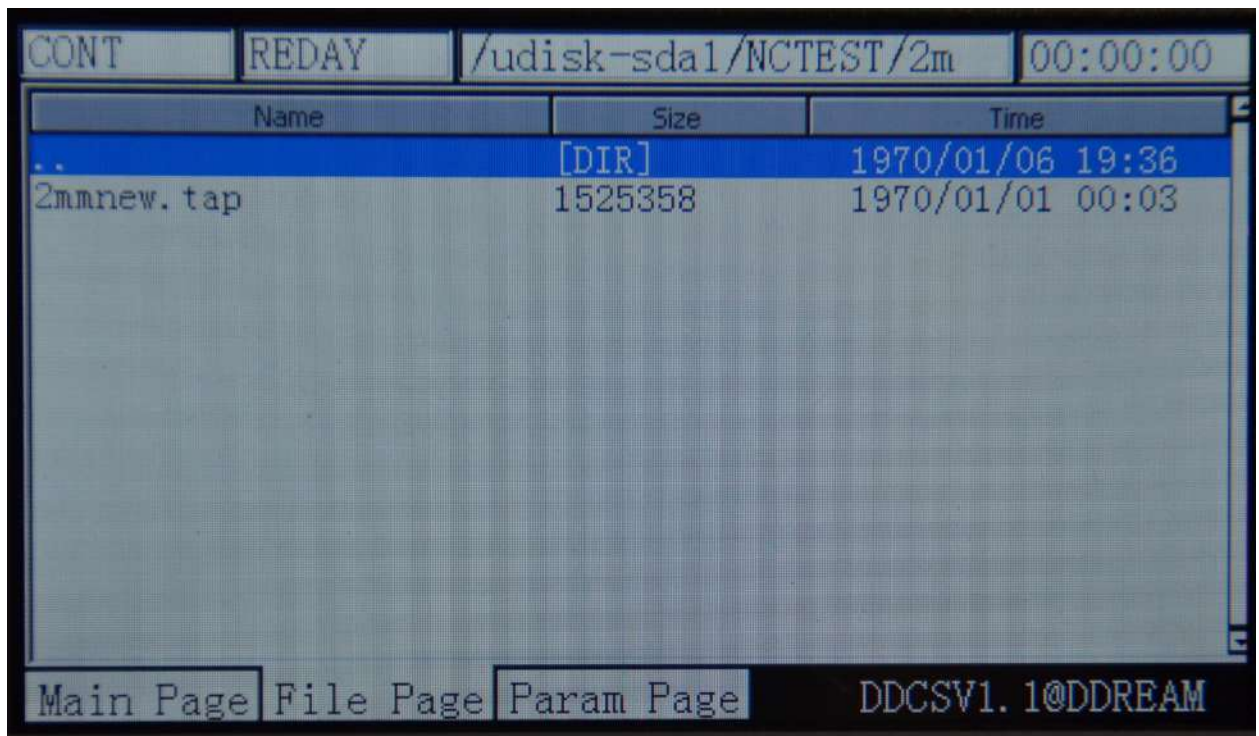 CONT REDAY /udisk-sda1/NCTEST/2m 00:00:00
Name Size Time
.. [DIR] 1970/01/06 19:36
2mmnew.tap 1525358 1970/01/01 00:03
Main Page File Page Param Page DDCSV1.1@DDREAM